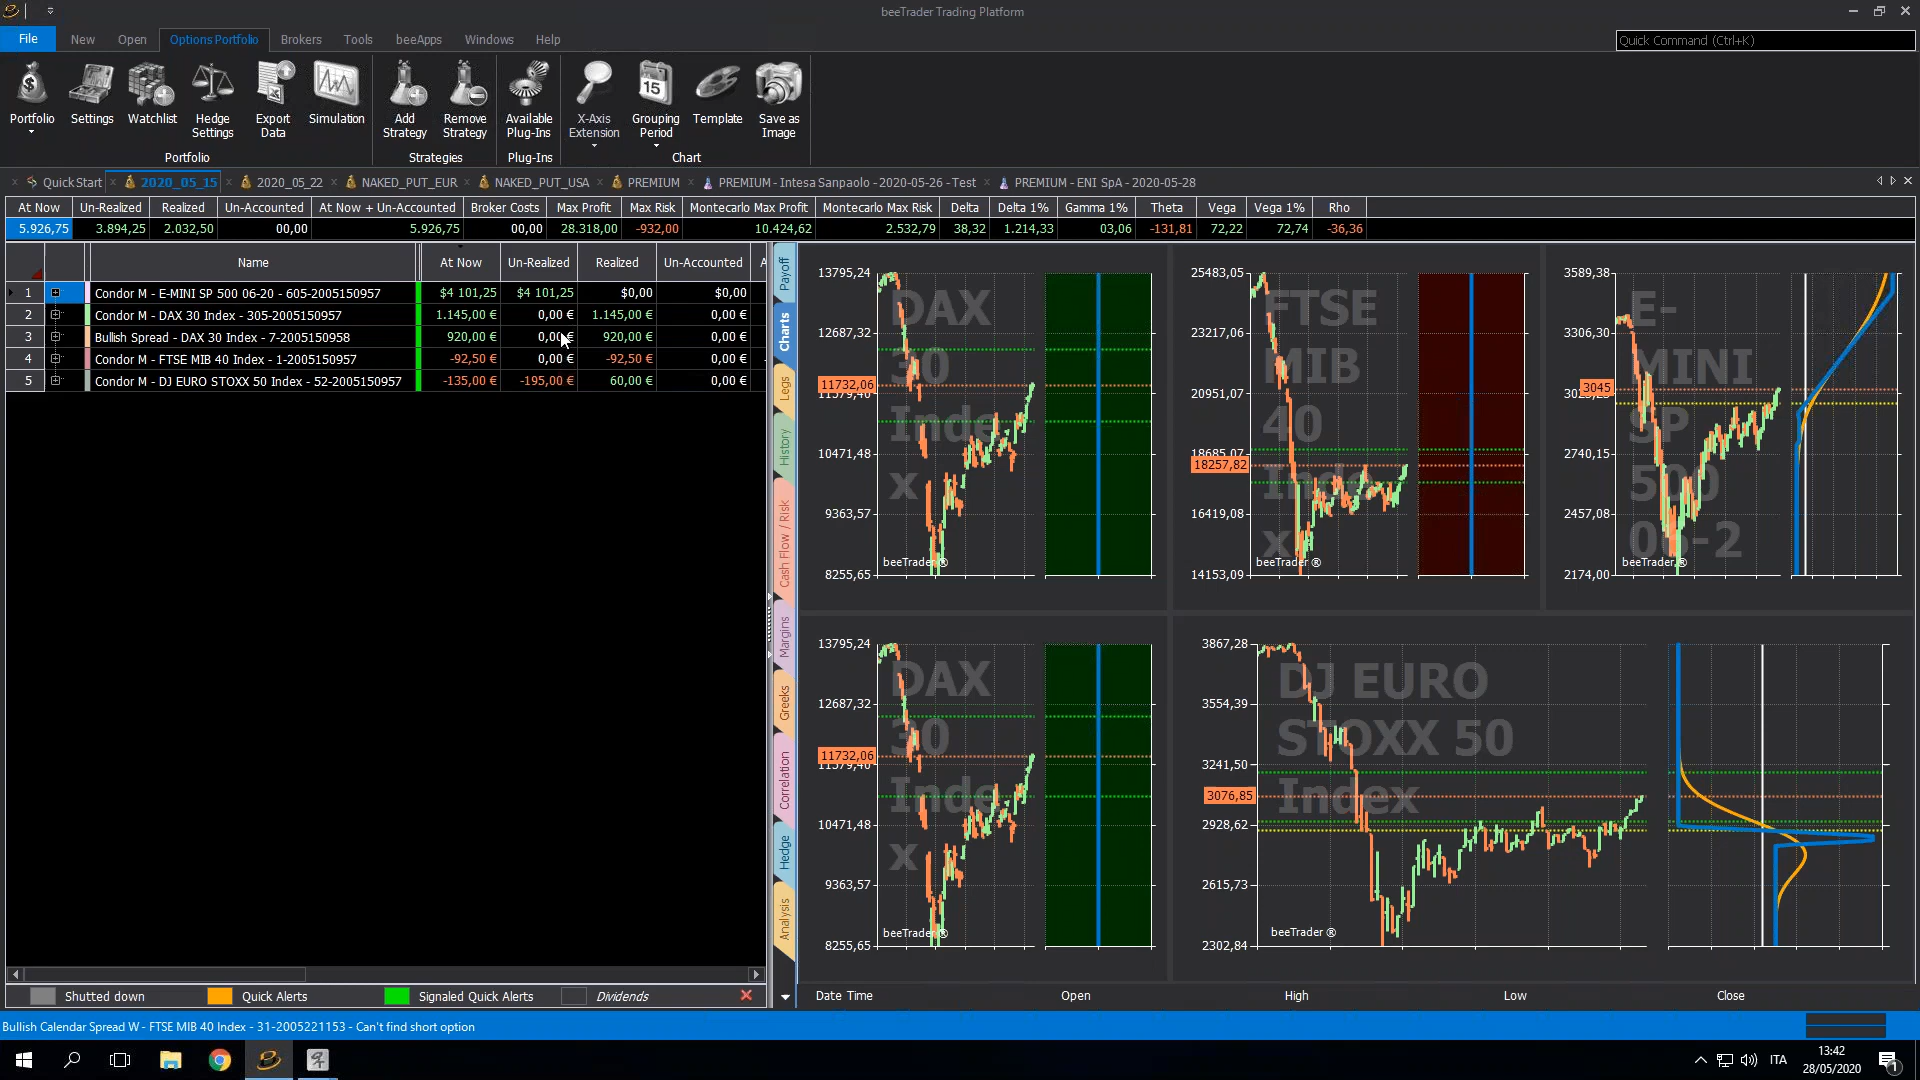 beeTrader Trading Platform
File New Open Options Portfolio Brokers Tools beeApps Windows Help
Quick Command (Ctrl+K)
Portfolio Settings Watchlist Hedge Settings Export Data Simulation Add Strategy Remove Strategy Available Plug-Ins X-Axis Extension Grouping Period Template Save as Image
15
Portfolio Strategies Plug-Ins Chart
QuickStart 2020_05_15 2020_05_22 NAKED_PUT_EUR NAKED_PUT_USA PREMIUM PREMIUM - Intesa Sanpaolo - 2020-05-26 - Test PREMIUM - ENI SpA - 2020-05-28
At Now Un-Realized Realized Un-Accounted At Now + Un-Accounted Broker Costs Max Profit Max Risk Montecarlo Max Profit Montecarlo Max Risk Delta Delta 1% Gamma 1% Theta Vega Vega 1% Rho
5.926,75 3.894,25 2.032,50 00,00 5.926,75 00,00 28.318,00 -932,00 10.424,62 2.532,79 38,32 1.214,33 03,06 -131,81 72,22 72,74 -36,36
Name At Now Un-Realized Realized Un-Accounted A
1 Condor M - E-MINI SP 500 06-20 - 605-2005150957 $4 101,25 $4 101,25 $0,00 $0,00
2 Condor M - DAX 30 Index - 305-2005150957 1.145,00 € 0,00 € 1.145,00 € 0,00 €
3 Bullish Spread - DAX 30 Index - 7-2005150958 920,00 € 0,00 € 920,00 € 0,00 €
4 Condor M - FTSE MIB 40 Index - 1-2005150957 -92,50 € 0,00 € -92,50 € 0,00 €
5 Condor M - DJ EURO STOXX 50 Index - 52-2005150957 -135,00 € -195,00 € 60,00 € 0,00 €
Payoff
Charts
Legs
History
Cash Flow / Risk
Margins
Greeks
Correlation
Hedge
Analysis
DAX 30 Index
13795,24
12687,32
11732,06
10471,48
9363,57
8255,65
beeTrader ®
FTSE MIB 40 Index
25483,05
23217,06
20951,07
18685,07
18257,82
16419,08
14153,09
beeTrader ®
E-MINI SP 500 06-2
3589,38
3306,30
3045
2740,15
2457,08
2174,00
beeTrader ®
DAX 30 Index
13795,24
12687,32
11732,06
10471,48
9363,57
8255,65
beeTrader ®
DJ EURO STOXX 50 Index
3867,28
3554,39
3241,50
3076,85
2928,62
2615,73
2302,84
beeTrader ®
Date Time Open High Low Close
Shutted down Quick Alerts Signaled Quick Alerts Dividends
Bullish Calendar Spread W - FTSE MIB 40 Index - 31-2005221153 - Can't find short option
ITA
13:42
28/05/2020
1